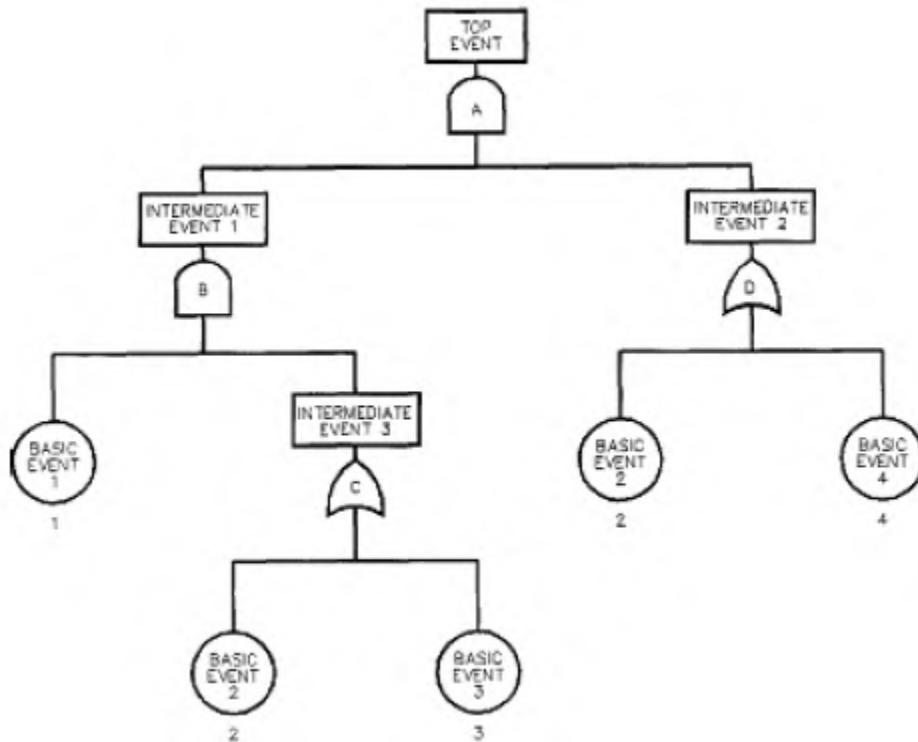 TOP
EVENT
A
INTERMEDIATE
EVENT 1
INTERMEDIATE
EVENT 2
B
D
INTERMEDIATE
EVENT 3
BASIC
EVENT
1
1
C
BASIC
EVENT
2
2
BASIC
EVENT
4
4
BASIC
EVENT
2
2
BASIC
EVENT
3
3